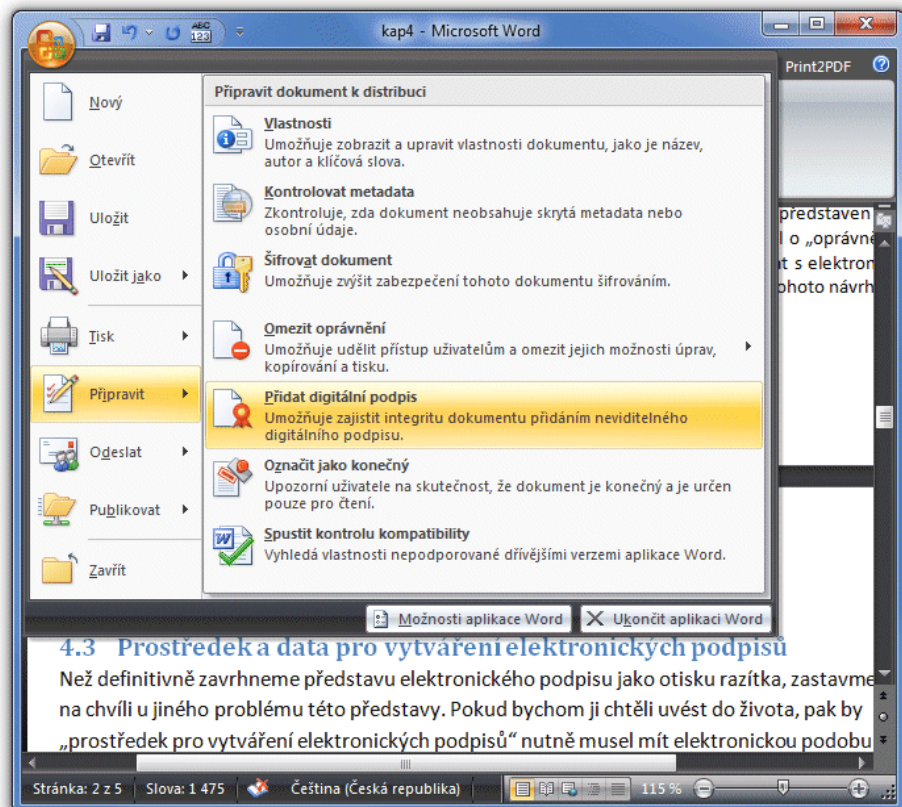 ABC
123
kap4 - Microsoft Word
Print2PDF
Nový
Otevřít
Uložit
Uložit jako
Tisk
Připravit
Odeslat
Publikovat
Zavřít
Připravit dokument k distribuci
Vlastnosti
Umožňuje zobrazit a upravit vlastnosti dokumentu, jako je název,
autor a klíčová slova.
Kontrolovat metadata
Zkontroluje, zda dokument neobsahuje skrytá metadata nebo
osobní údaje.
Šifrovat dokument
Umožňuje zvýšit zabezpečení tohoto dokumentu šifrováním.
Omezit oprávnění
Umožňuje udělit přístup uživatelům a omezit jejich možnosti úprav,
kopírování a tisku.
Přidat digitální podpis
Umožňuje zajistit integritu dokumentu přidáním neviditelného
digitálního podpisu.
Označit jako konečný
Upozorní uživatele na skutečnost, že dokument je konečný a je určen
pouze pro čtení.
Spustit kontrolu kompatibility
Vyhledá vlastnosti nepodporované dřívějšími verzemi aplikace Word.
Možnosti aplikace Word
Ukončit aplikaci Word
představen
o „oprávně
s elektron
návrh
4.3 Prostředek a data pro vytváření elektronických podpisů
Než definitivně zavrhneme představu elektronického podpisu jako otisku razítka, zastavme
na chvíli u jiného problému této představy. Pokud bychom ji chtěli uvést do života, pak by
„prostředek pro vytváření elektronických podpisů“ nutně musel mít elektronickou podobu
Stránka: 2 z 5
Slova: 1 475
Čeština (Česká republika)
115 %